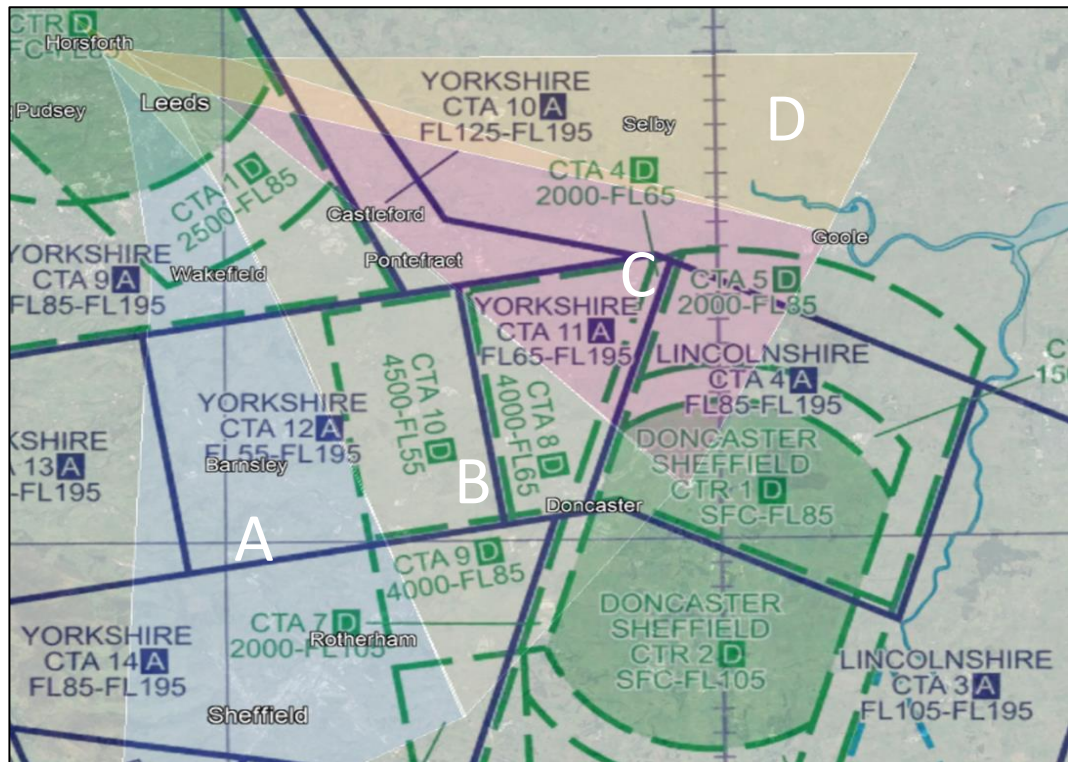 CTR D
Horsforth
FC-FL85
Pudsey
Leeds
YORKSHIRE
CTA 10 A
FL125-FL195
Selby
D
CTA 1 D
2500-FL85
CTA 4 D
2000-FL65
Castleford
Goole
YORKSHIRE
CTA 9 A
FL85-FL195
Wakefield
Pontefract
C
CTA 5 D
2000-FL85
YORKSHIRE
CTA 11 A
FL65-FL195
LINCOLNSHIRE
CTA 4 A
FL85-FL195
C
150
YORKSHIRE
CTA 12 A
FL55-FL195
CTA 10 D
4500-FL55
CTA 8 D
4000-FL65
KSHIRE
13 A
-FL195
Barnsley
DONCASTER
SHEFFIELD
CTR 1 D
SFC-FL85
B
Doncaster
A
CTA 9 D
4000-FL85
CTA 7 D
2000-FL105
Rotherham
DONCASTER
SHEFFIELD
CTR 2 D
SFC-FL105
YORKSHIRE
CTA 14 A
FL85-FL195
LINCOLNSHIRE
CTA 3 A
FL105-FL195
Sheffield